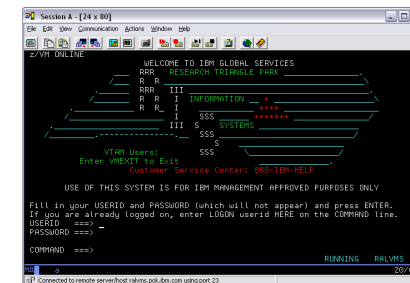 Session A - [24 x 80]
File Edit View Communication Actions Window Help
z/VM ONLINE
WELCOME TO IBM GLOBAL SERVICES
RRR RESEARCH TRIANGLE PARK
R R
RRR III
R R I INFORMATION *
R R I ****
I SSS *******
III S SYSTEMS
SSS
S
VTAM Users: SSS
Enter VMEXIT to Exit
Customer Service Center: 888-IBM-HELP
USE OF THIS SYSTEM IS FOR IBM MANAGEMENT APPROVED PURPOSES ONLY
Fill in your USERID and PASSWORD (which will not appear) and press ENTER.
If you are already logged on, enter LOGON userid HERE on the COMMAND line.
USERID ===>
PASSWORD ===>
COMMAND ===>
RUNNING RALVMS
a 20/
Connected to remote server/host ralvms.pok.ibm.com using port 23